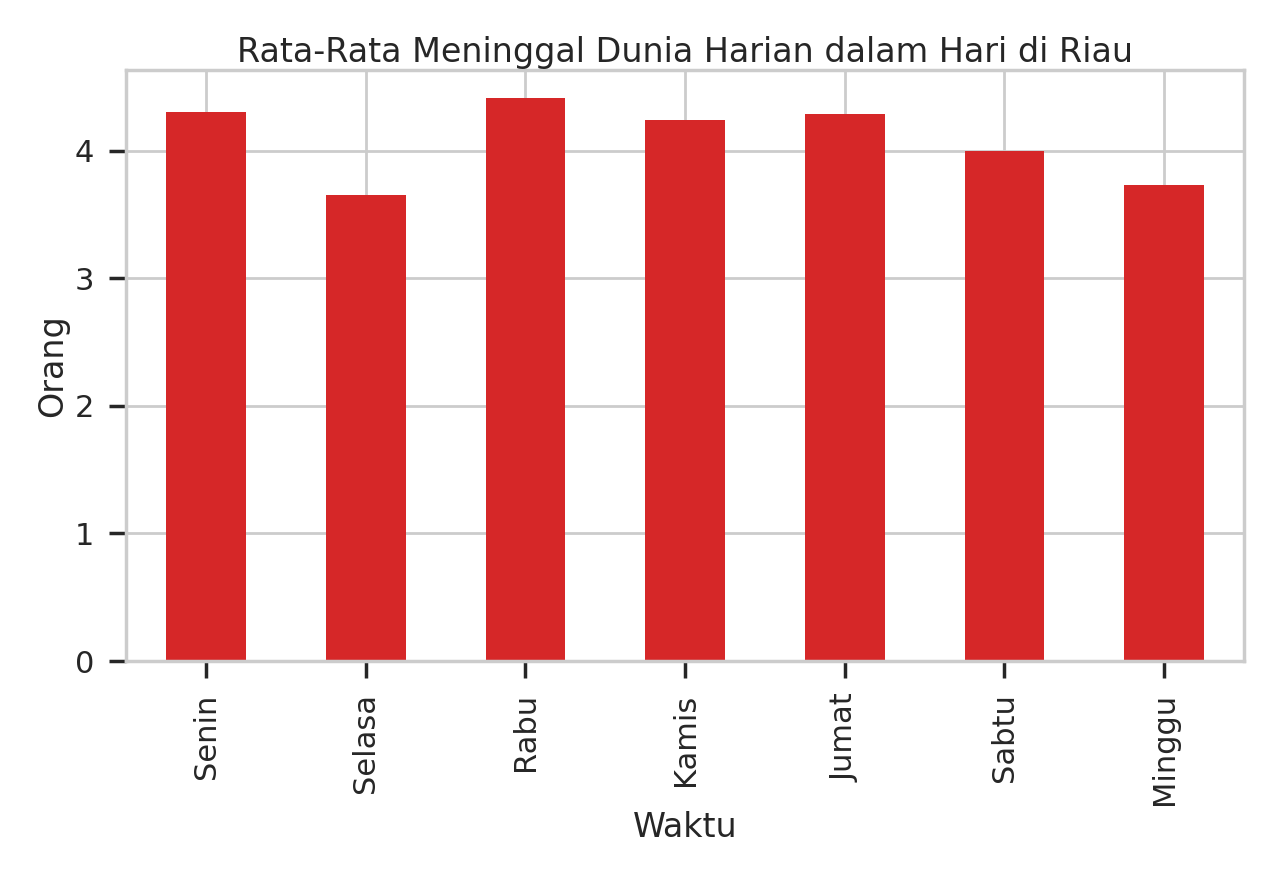 Rata-Rata Meninggal Dunia Harian dalam Hari di Riau
Orang
4
3
2
1
0
Senin
Selasa
Rabu
Kamis
Jumat
Sabtu
Minggu
Waktu